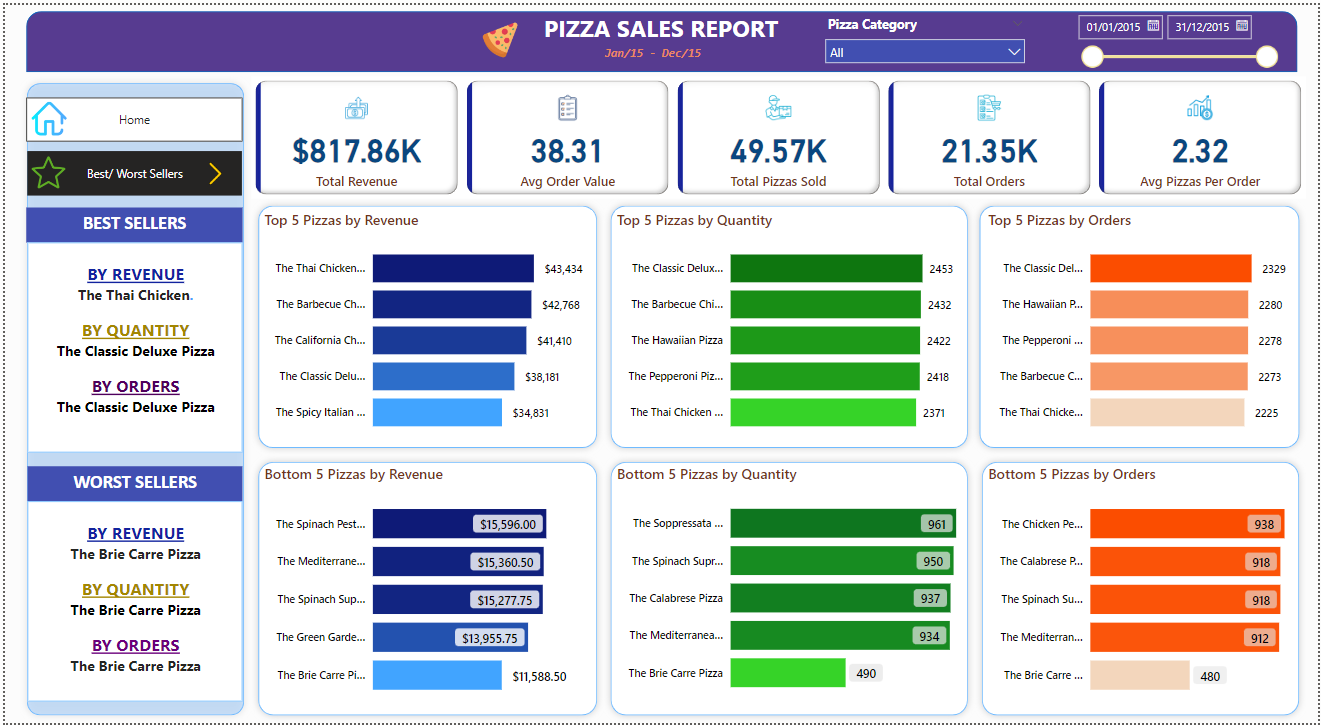 PIZZA SALES REPORT
Jan/15 - Dec/15
Pizza Category
All
01/01/2015
31/12/2015
Home
Best/ Worst Sellers
BEST SELLERS
BY REVENUE
The Thai Chicken.
BY QUANTITY
The Classic Deluxe Pizza
BY ORDERS
The Classic Deluxe Pizza
WORST SELLERS
BY REVENUE
The Brie Carre Pizza
BY QUANTITY
The Brie Carre Pizza
BY ORDERS
The Brie Carre Pizza
$817.86K
Total Revenue
38.31
Avg Order Value
49.57K
Total Pizzas Sold
21.35K
Total Orders
2.32
Avg Pizzas Per Order
Top 5 Pizzas by Revenue
The Thai Chicken... $43,434
The Barbecue Ch... $42,768
The California Ch... $41,410
The Classic Delu... $38,181
The Spicy Italian ... $34,831
Top 5 Pizzas by Quantity
The Classic Delux... 2453
The Barbecue Chi... 2432
The Hawaiian Pizza 2422
The Pepperoni Piz... 2418
The Thai Chicken ... 2371
Top 5 Pizzas by Orders
The Classic Del... 2329
The Hawaiian P... 2280
The Pepperoni ... 2278
The Barbecue C... 2273
The Thai Chicke... 2225
Bottom 5 Pizzas by Revenue
The Spinach Pest... $15,596.00
The Mediterrane... $15,360.50
The Spinach Sup... $15,277.75
The Green Garde... $13,955.75
The Brie Carre Pi... $11,588.50
Bottom 5 Pizzas by Quantity
The Soppressata ... 961
The Spinach Supr... 950
The Calabrese Pizza 937
The Mediterranea... 934
The Brie Carre Pizza 490
Bottom 5 Pizzas by Orders
The Chicken Pe... 938
The Calabrese P... 918
The Spinach Su... 918
The Mediterran... 912
The Brie Carre ... 480